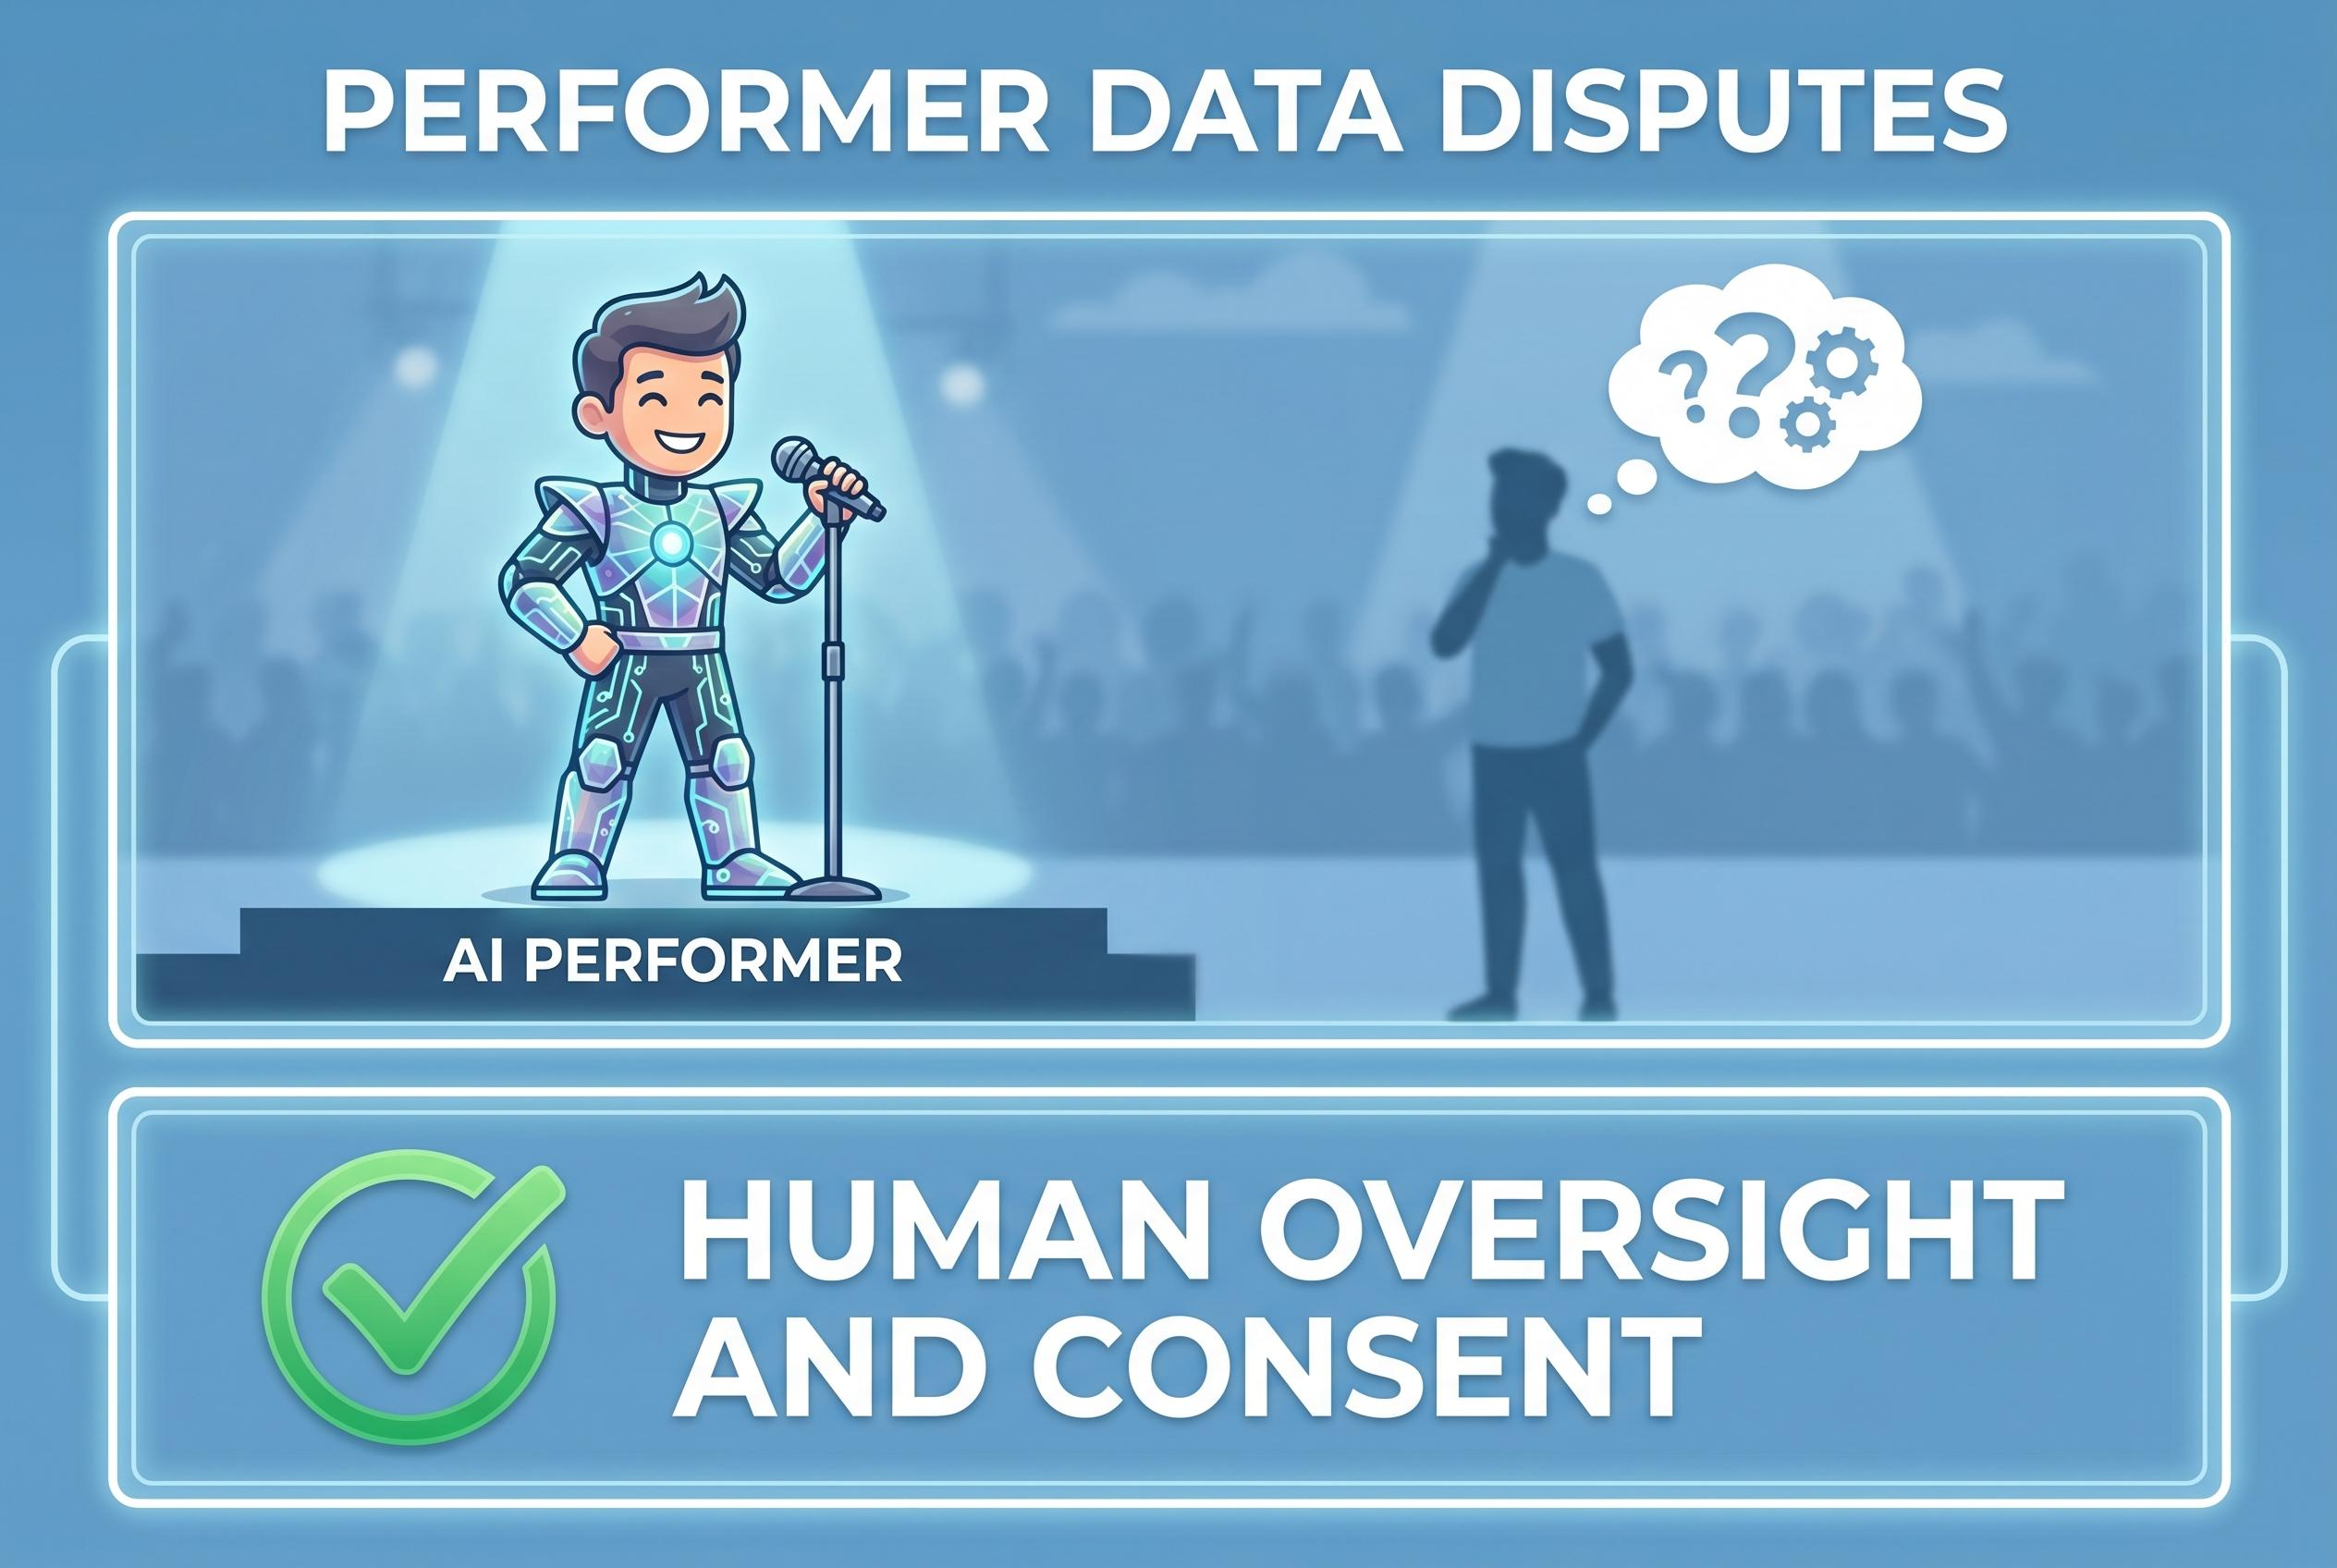 PERFORMER DATA DISPUTES
??
AI PERFORMER
HUMAN OVERSIGHT
AND CONSENT